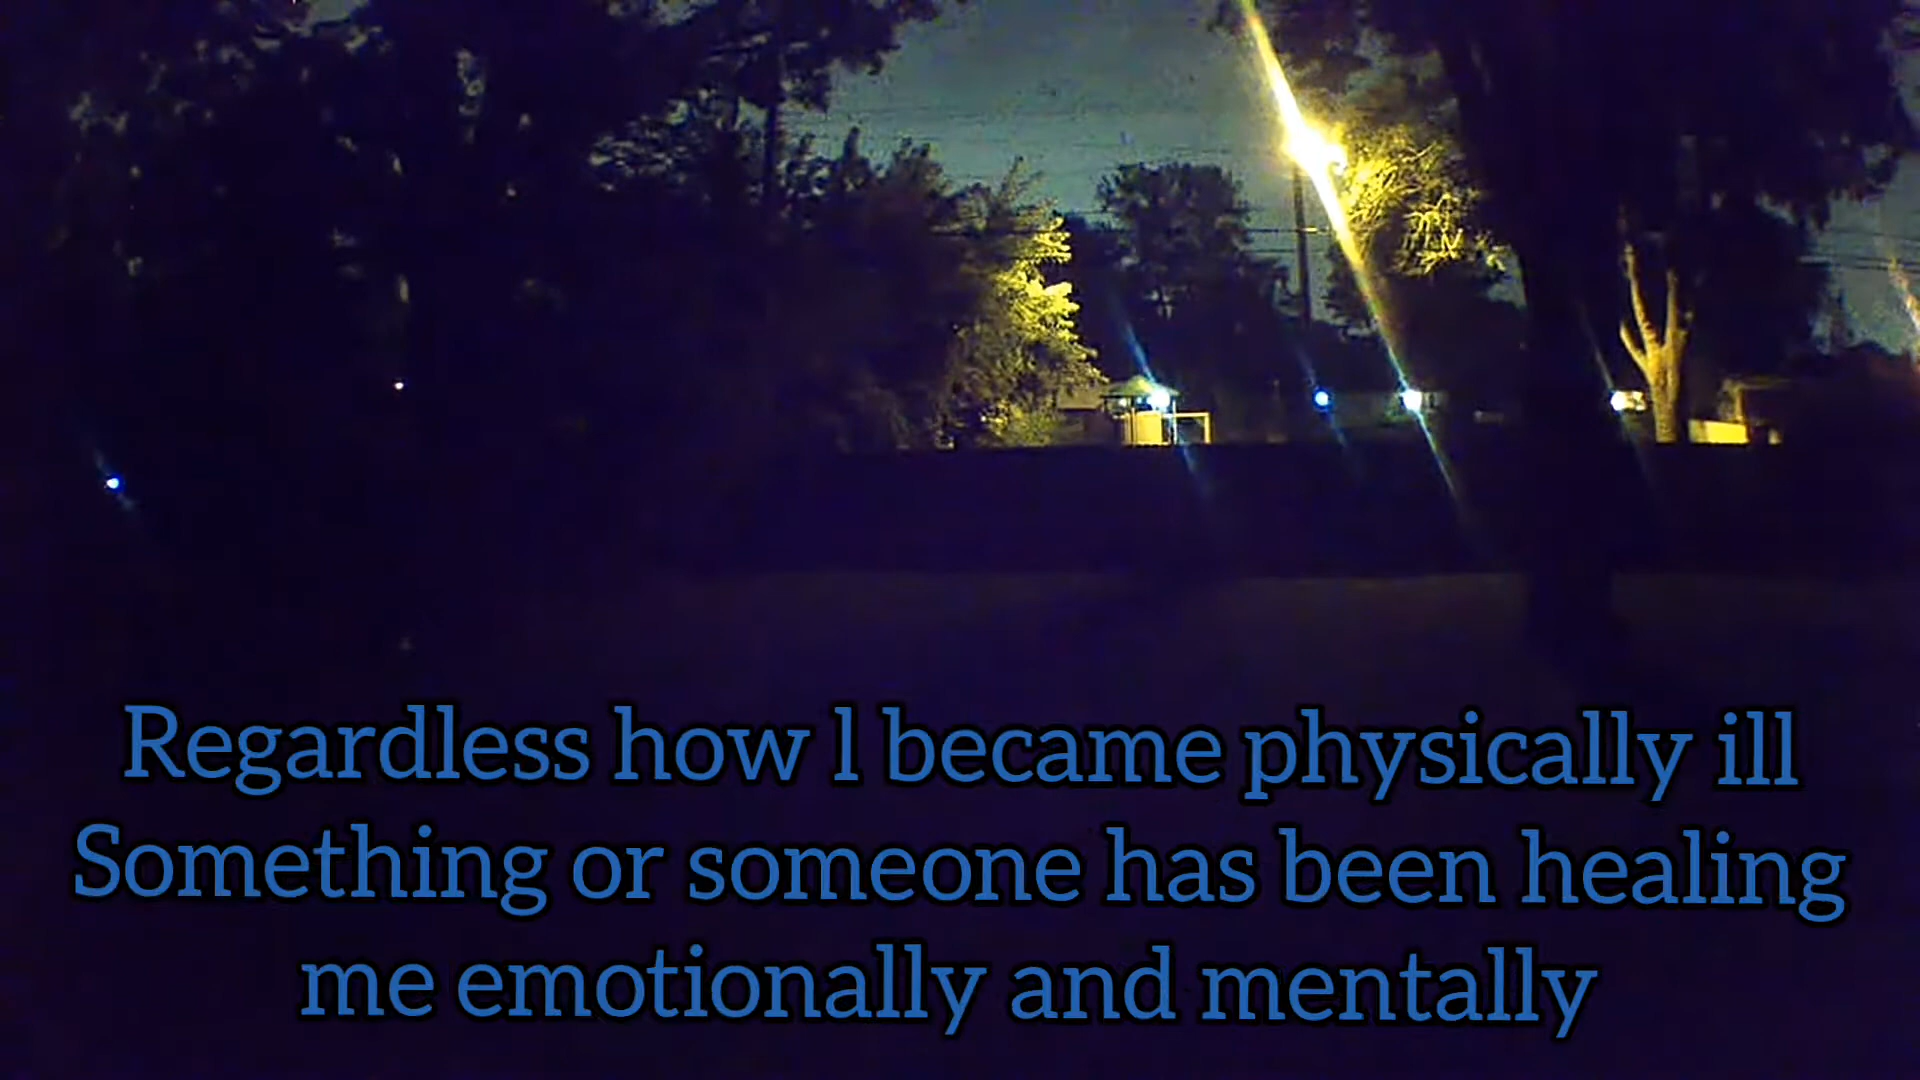 Regardless how I became physically ill
Something or someone has been healing
me emotionally and mentally